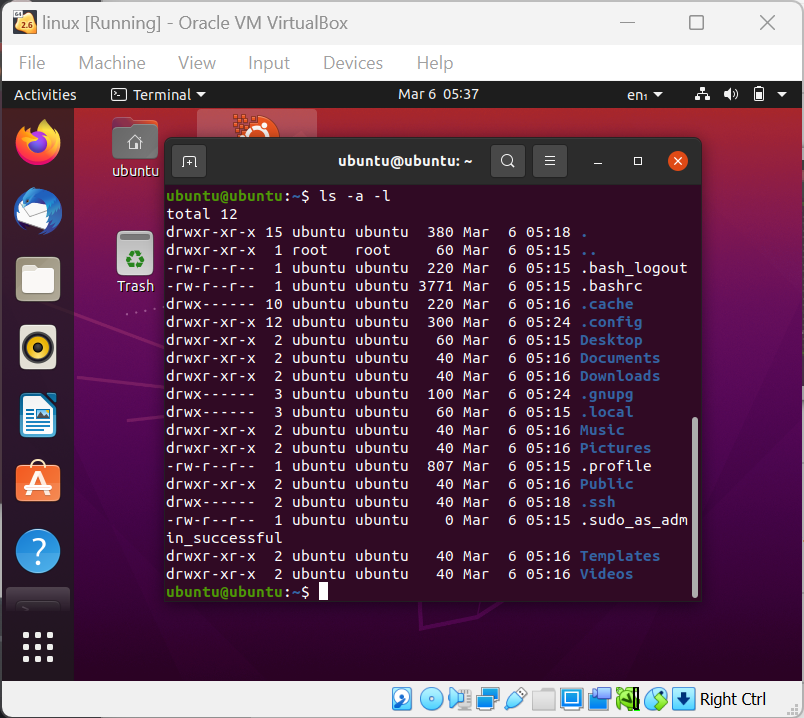 linux [Running] - Oracle VM VirtualBox
File Machine View Input Devices Help
Activities Terminal Mar 6 05:37 en₁
ubuntu
Trash
ubuntu@ubuntu: ~
ubuntu@ubuntu:~$ ls -a -l
total 12
drwxr-xr-x 15 ubuntu ubuntu  380 Mar  6 05:18 .
drwxr-xr-x  1 root   root     60 Mar  6 05:15 ..
-rw-r--r--  1 ubuntu ubuntu  220 Mar  6 05:15 .bash_logout
-rw-r--r--  1 ubuntu ubuntu 3771 Mar  6 05:15 .bashrc
drwx------ 10 ubuntu ubuntu  220 Mar  6 05:16 .cache
drwxr-xr-x 12 ubuntu ubuntu  300 Mar  6 05:24 .config
drwxr-xr-x  2 ubuntu ubuntu   60 Mar  6 05:15 Desktop
drwxr-xr-x  2 ubuntu ubuntu   40 Mar  6 05:16 Documents
drwxr-xr-x  2 ubuntu ubuntu   40 Mar  6 05:16 Downloads
drwx------  3 ubuntu ubuntu  100 Mar  6 05:24 .gnupg
drwx------  3 ubuntu ubuntu   60 Mar  6 05:15 .local
drwxr-xr-x  2 ubuntu ubuntu   40 Mar  6 05:16 Music
drwxr-xr-x  2 ubuntu ubuntu   40 Mar  6 05:16 Pictures
-rw-r--r--  1 ubuntu ubuntu  807 Mar  6 05:15 .profile
drwxr-xr-x  2 ubuntu ubuntu   40 Mar  6 05:16 Public
drwx------  2 ubuntu ubuntu   40 Mar  6 05:18 .ssh
-rw-r--r--  1 ubuntu ubuntu    0 Mar  6 05:15 .sudo_as_adm
in_successful
drwxr-xr-x  2 ubuntu ubuntu   40 Mar  6 05:16 Templates
drwxr-xr-x  2 ubuntu ubuntu   40 Mar  6 05:16 Videos
ubuntu@ubuntu:~$
Right Ctrl